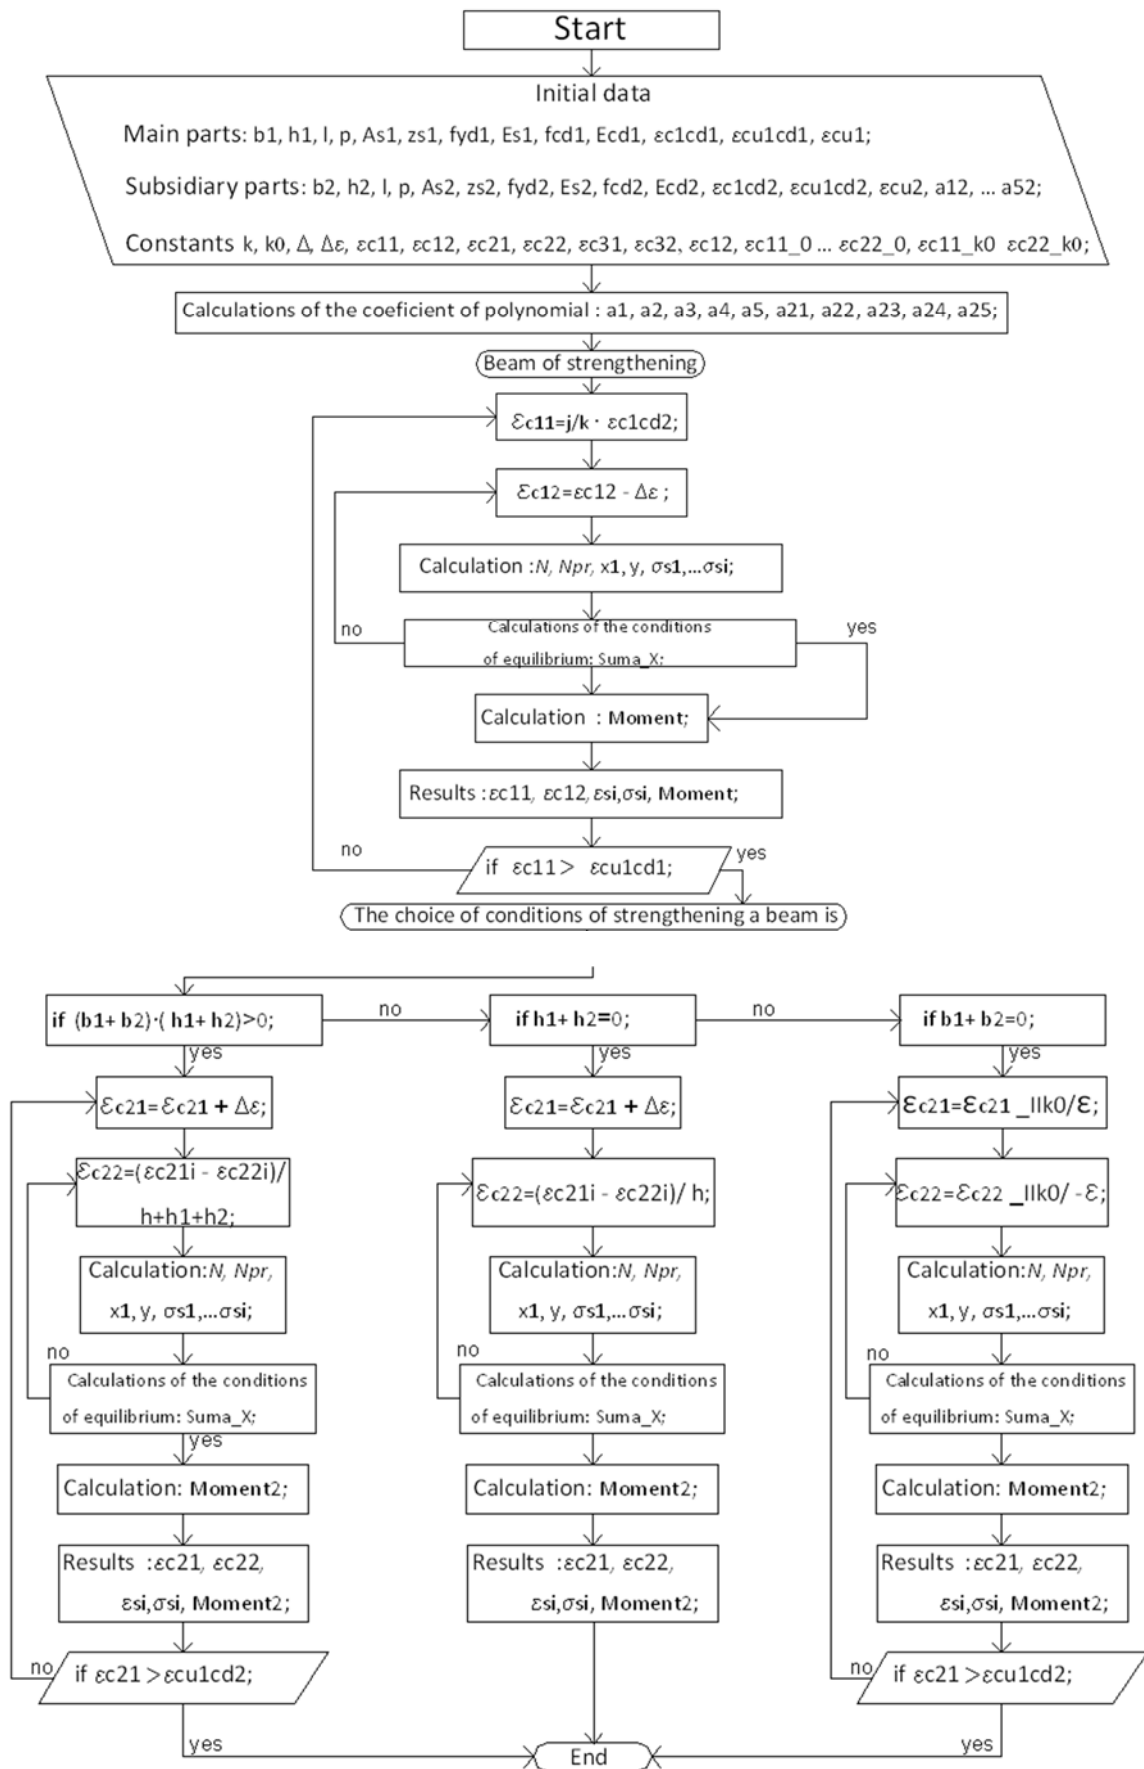 Start
Initial data
Main parts: b1, h1, l, p, As1, zs1, fyd1, Es1, fcd1, Ecd1, εc1cd1, εcu1cd1, εcu1;
Subsidiary parts: b2, h2, l, p, As2, zs2, fyd2, Es2, fcd2, Ecd2, εc1cd2, εcu1cd2, εcu2, a12, ... a52;
Constants k, k0, Δ, Δε, εc11, εc12, εc21, εc22, εc31, εc32, εc12, εc11_0 ... εc22_0, εc11_k0 εc22_k0;
Calculations of the coeficient of polynomial : a1, a2, a3, a4, a5, a21, a22, a23, a24, a25;
Beam of strengthening
εc11=j/k · εc1cd2;
εc12=εc12 - Δε ;
Calculation :N, Npr, x1, y, σs1,...σsi;
no
Calculations of the conditions
of equilibrium: Suma_X;
yes
Calculation : Moment;
Results :εc11, εc12, εsi,σsi, Moment;
no
if εc11 > εcu1cd1;
yes
The choice of conditions of strengthening a beam is
if (b1+ b2)·( h1+ h2)>0;
no
if h1+ h2=0;
no
if b1+ b2=0;
yes
yes
yes
εc21=εc21 + Δε;
εc21=εc21 + Δε;
εc21=εc21 _IIk0/ε;
εc22=(εc21i - εc22i)/
h+h1+h2;
εc22=(εc21i - εc22i)/ h;
εc22=εc22 _IIk0/ -ε;
Calculation:N, Npr,
x1, y, σs1,...σsi;
Calculation:N, Npr,
x1, y, σs1,...σsi;
Calculation:N, Npr,
x1, y, σs1,...σsi;
no
no
no
Calculations of the conditions
of equilibrium: Suma_X;
Calculations of the conditions
of equilibrium: Suma_X;
Calculations of the conditions
of equilibrium: Suma_X;
yes
Calculation: Moment2;
Calculation: Moment2;
Calculation: Moment2;
Results :εc21, εc22,
εsi,σsi, Moment2;
Results :εc21, εc22,
εsi,σsi, Moment2;
Results :εc21, εc22,
εsi,σsi, Moment2;
no
if εc21 >εcu1cd2;
no
if εc21 >εcu1cd2;
yes
End
yes